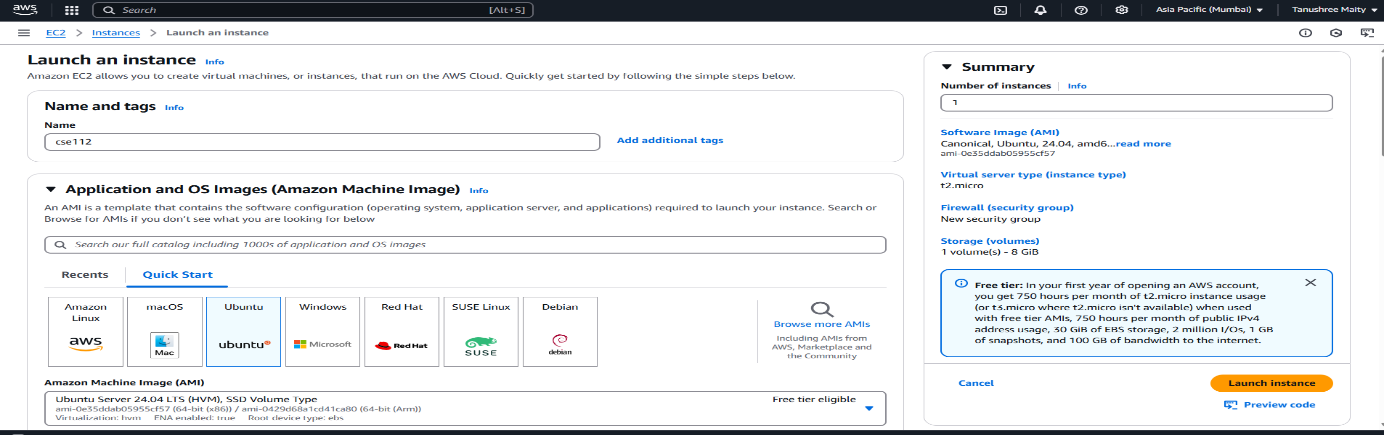 aws
Search [Alt+S]
Asia Pacific (Mumbai)
Tanushree Maity
EC2 > Instances > Launch an instance
Launch an instance Info
Amazon EC2 allows you to create virtual machines, or instances, that run on the AWS Cloud. Quickly get started by following the simple steps below.
Name and tags Info
Name
cse112
Add additional tags
Application and OS Images (Amazon Machine Image) Info
An AMI is a template that contains the software configuration (operating system, application server, and applications) required to launch your instance. Search or
Browse for AMIs if you don't see what you are looking for below
Search our full catalog including 1000s of application and OS images
Recents
Quick Start
Amazon
Linux
aws
macOS
Mac
Ubuntu
ubuntu®
Windows
Microsoft
Red Hat
Red Hat
SUSE Linux
SUSE
Debian
debian
Browse more AMIs
Including AMIs from
AWS, Marketplace and
the Community
Amazon Machine Image (AMI)
Ubuntu Server 24.04 LTS (HVM), SSD Volume Type
Free tier eligible
ami-0e35ddab05955cf57 (64-bit (x86)) / ami-0429d68a1cd41ca80 (64-bit (Arm))
Virtualization: hvm ENA enabled: true Root device type: ebs
Summary
Number of instances Info
1
Software Image (AMI)
Canonical, Ubuntu, 24.04, amd6...read more
ami-0e35ddab05955cf57
Virtual server type (instance type)
t2.micro
Firewall (security group)
New security group
Storage (volumes)
1 volume(s) - 8 GiB
Free tier: In your first year of opening an AWS account,
you get 750 hours per month of t2.micro instance usage
(or t3.micro where t2.micro isn't available) when used
with free tier AMIs, 750 hours per month of public IPv4
address usage, 30 GiB of EBS storage, 2 million I/Os, 1 GB
of snapshots, and 100 GB of bandwidth to the internet.
Cancel
Launch instance
Preview code